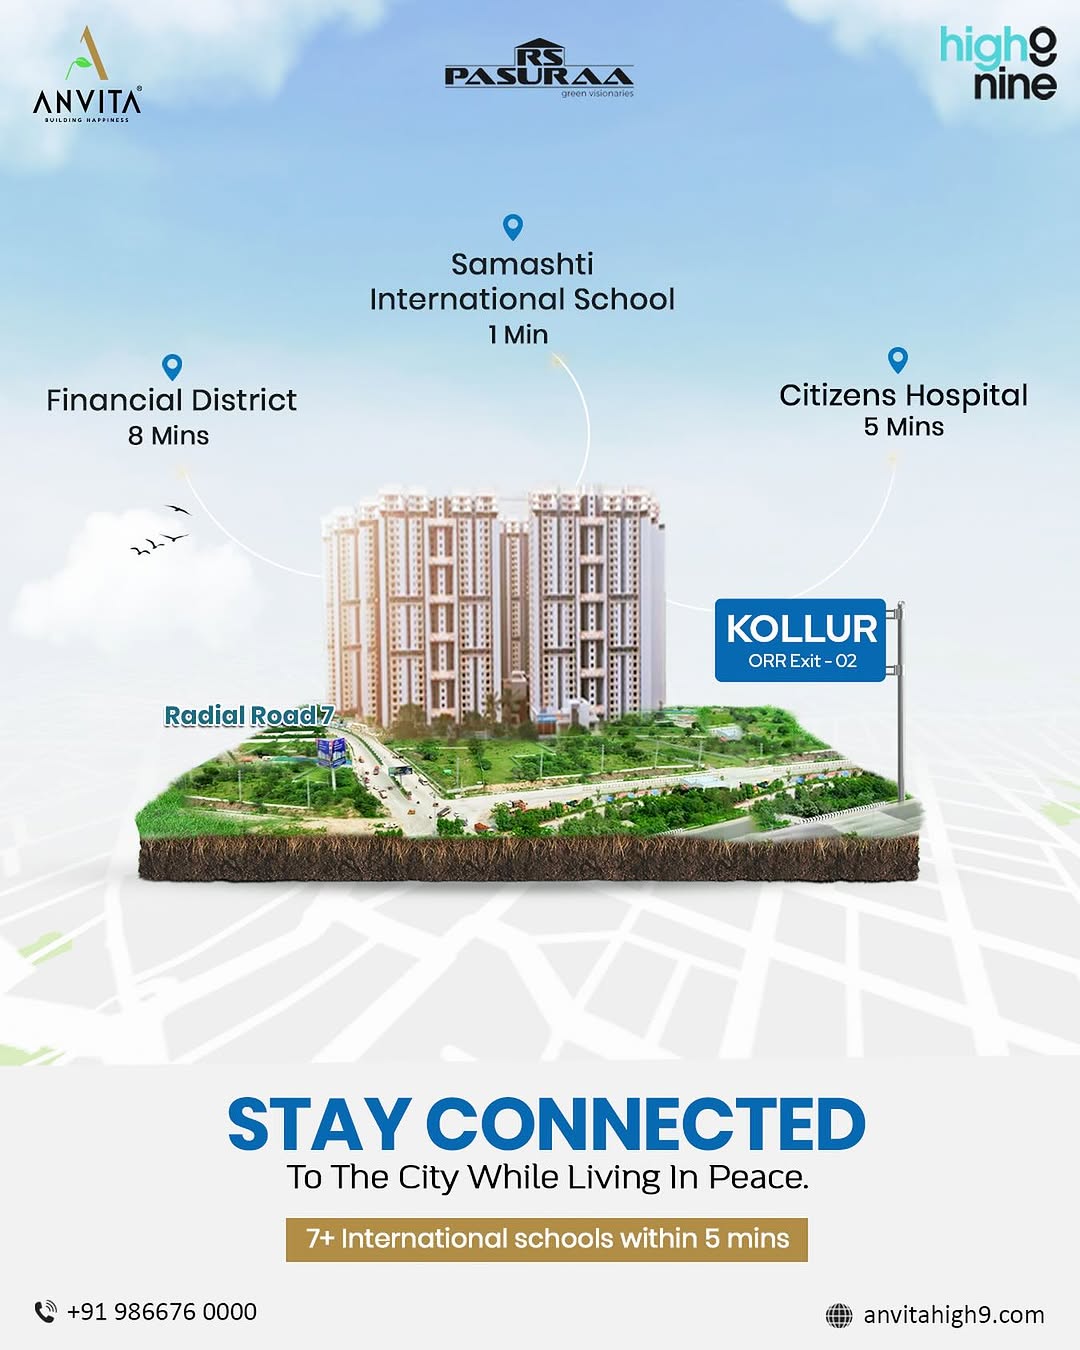 ANVITA®
BUILDING HAPPINESS
RS
PASURAA
green visionaries
high9
nine
Samashti
International School
1 Min
Financial District
8 Mins
Citizens Hospital
5 Mins
KOLLUR
ORR Exit - 02
Radial Road 7
STAY CONNECTED
To The City While Living In Peace.
7+ International schools within 5 mins
+91 986676 0000
anvitahigh9.com